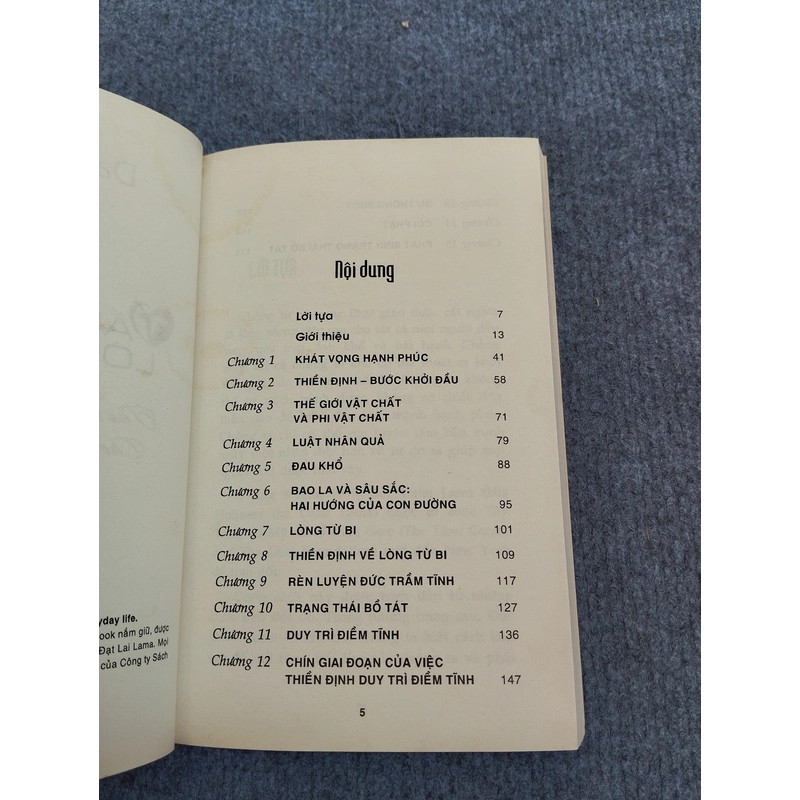 yday life.
ook nắm giữ, được
Đạt Lai Lama. Mọi
của Công ty Sách
Nội dung
Lời tựa 7
Giới thiệu 13
Chương 1 KHÁT VỌNG HẠNH PHÚC 41
Chương 2 THIỀN ĐỊNH – BƯỚC KHỞI ĐẦU 58
Chương 3 THẾ GIỚI VẬT CHẤT
VÀ PHI VẬT CHẤT 71
Chương 4 LUẬT NHÂN QUẢ 79
Chương 5 ĐAU KHỔ 88
Chương 6 BAO LA VÀ SÂU SẮC:
HAI HƯỚNG CỦA CON ĐƯỜNG 95
Chương 7 LÒNG TỪ BI 101
Chương 8 THIỀN ĐỊNH VỀ LÒNG TỪ BI 109
Chương 9 RÈN LUYỆN ĐỨC TRẦM TĨNH 117
Chương 10 TRẠNG THÁI BỒ TÁT 127
Chương 11 DUY TRÌ ĐIỀM TĨNH 136
Chương 12 CHÍN GIAI ĐOẠN CỦA VIỆC
THIỀN ĐỊNH DUY TRÌ ĐIỀM TĨNH 147
5